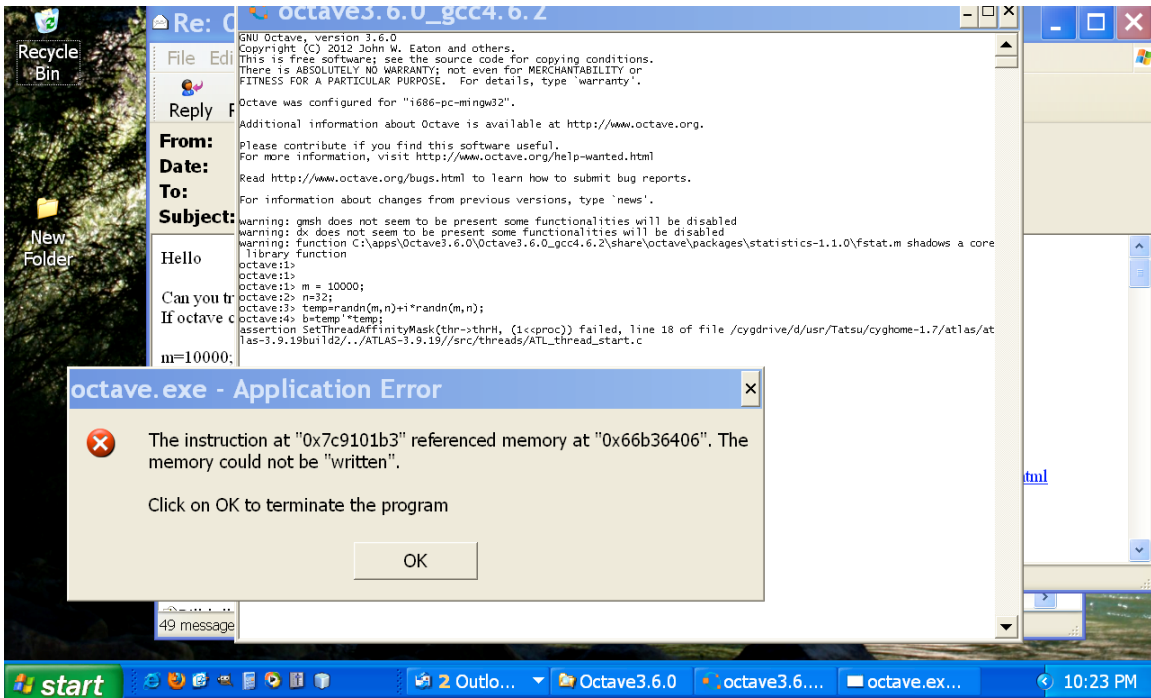 Recycle
Bin
New
Folder
Re:
File Edi
Reply
From:
Date:
To:
Subject:
Hello
Can you tr
If octave c
m=10000;
49 message
octave3.6.0_gcc4.6.2
GNU Octave, version 3.6.0
Copyright (C) 2012 John W. Eaton and others.
This is free software; see the source code for copying conditions.
There is ABSOLUTELY NO WARRANTY; not even for MERCHANTABILITY or
FITNESS FOR A PARTICULAR PURPOSE.  For details, type `warranty'.
Octave was configured for "i686-pc-mingw32".
Additional information about Octave is available at http://www.octave.org.
Please contribute if you find this software useful.
For more information, visit http://www.octave.org/help-wanted.html
Read http://www.octave.org/bugs.html to learn how to submit bug reports.
For information about changes from previous versions, type `news'.
warning: gmsh does not seem to be present some functionalities will be disabled
warning: dx does not seem to be present some functionalities will be disabled
warning: function C:\apps\Octave3.6.0\Octave3.6.0_gcc4.6.2\share\octave\packages\statistics-1.1.0\fstat.m shadows a core
 library function
octave:1>
octave:1>
octave:1> m = 10000;
octave:2> n=32;
octave:3> temp=randn(m,n)+i*randn(m,n);
octave:4> b=temp'*temp;
assertion SetThreadAffinityMask(thr->thrH, (1<<proc)) failed, line 18 of file /cygdrive/d/usr/Tatsu/cyghome-1.7/atlas/at
las-3.9.19build2/../ATLAS-3.9.19//src/threads/ATL_thread_start.c
octave.exe - Application Error
The instruction at "0x7c9101b3" referenced memory at "0x66b36406". The
memory could not be "written".
Click on OK to terminate the program
OK
html
start
2 Outlo...
Octave3.6.0
octave3.6....
octave.ex...
10:23 PM